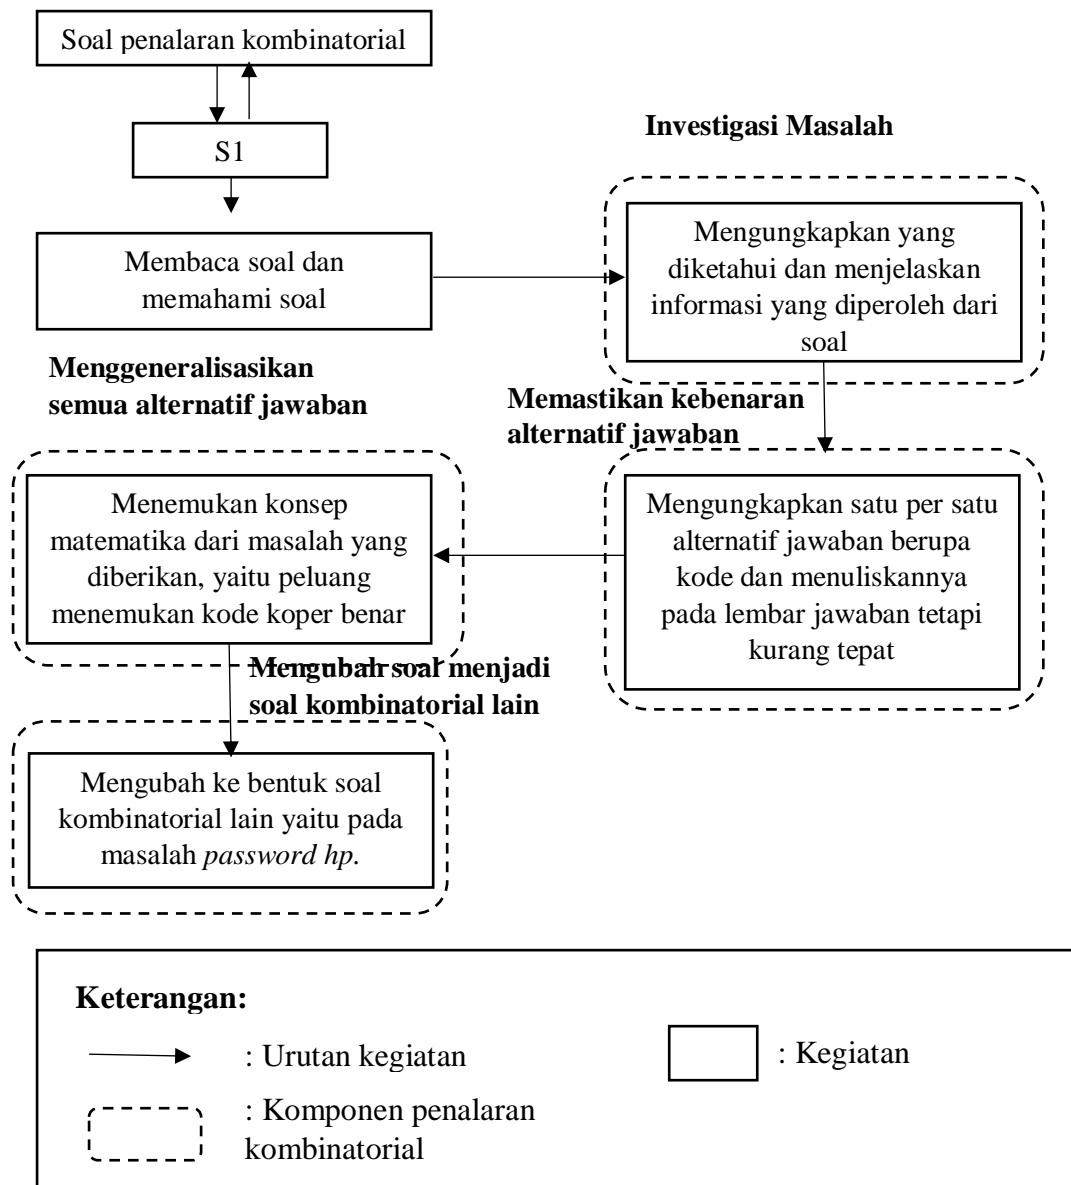 Soal penalaran kombinatorial
S1
Membaca soal dan
memahami soal
Investigasi Masalah
Mengungkapkan yang
diketahui dan menjelaskan
informasi yang diperoleh dari
soal
Memastikan kebenaran
alternatif jawaban
Mengungkapkan satu per satu
alternatif jawaban berupa
kode dan menuliskannya
pada lembar jawaban tetapi
kurang tepat
Menggeneralisasikan
semua alternatif jawaban
Menemukan konsep
matematika dari masalah yang
diberikan, yaitu peluang
menemukan kode koper benar
Mengubah soal menjadi
soal kombinatorial lain
Mengubah ke bentuk soal
kombinatorial lain yaitu pada
masalah password hp.
Keterangan:
: Urutan kegiatan
: Kegiatan
: Komponen penalaran
kombinatorial